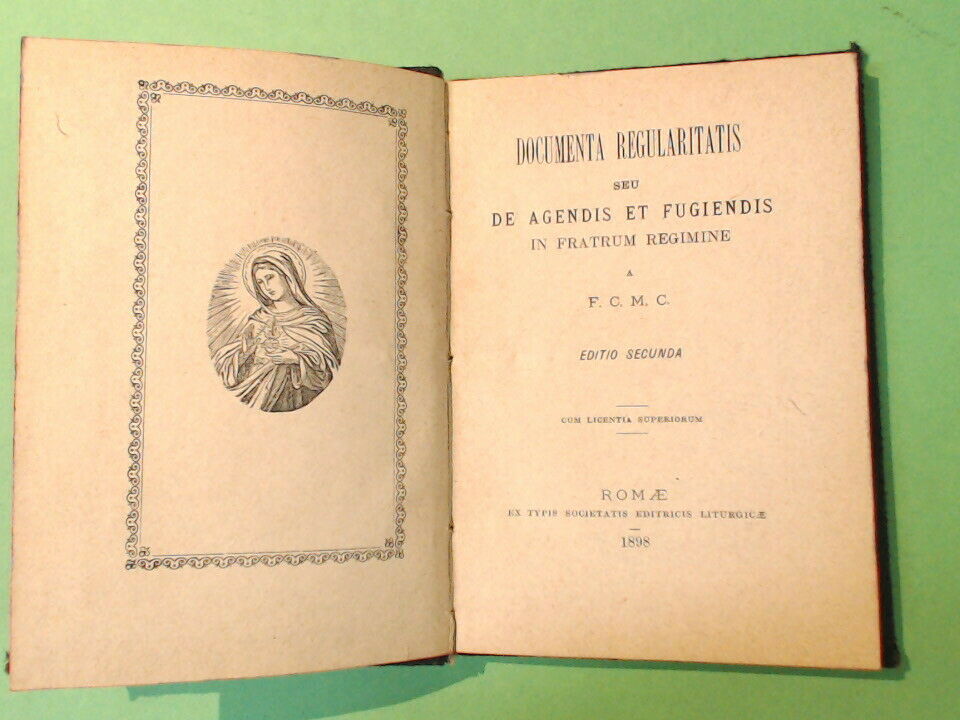 DOCUMENTA REGULARITATIS
SEU
DE AGENDIS ET FUGIENDIS
IN FRATRUM REGIMINE
A
F. C. M. C.
EDITIO SECUNDA
CUM LICENTIA SUPERIORUM
ROMÆ
EX TYPIS SOCIETATIS EDITRICIS LITURGICÆ
1898